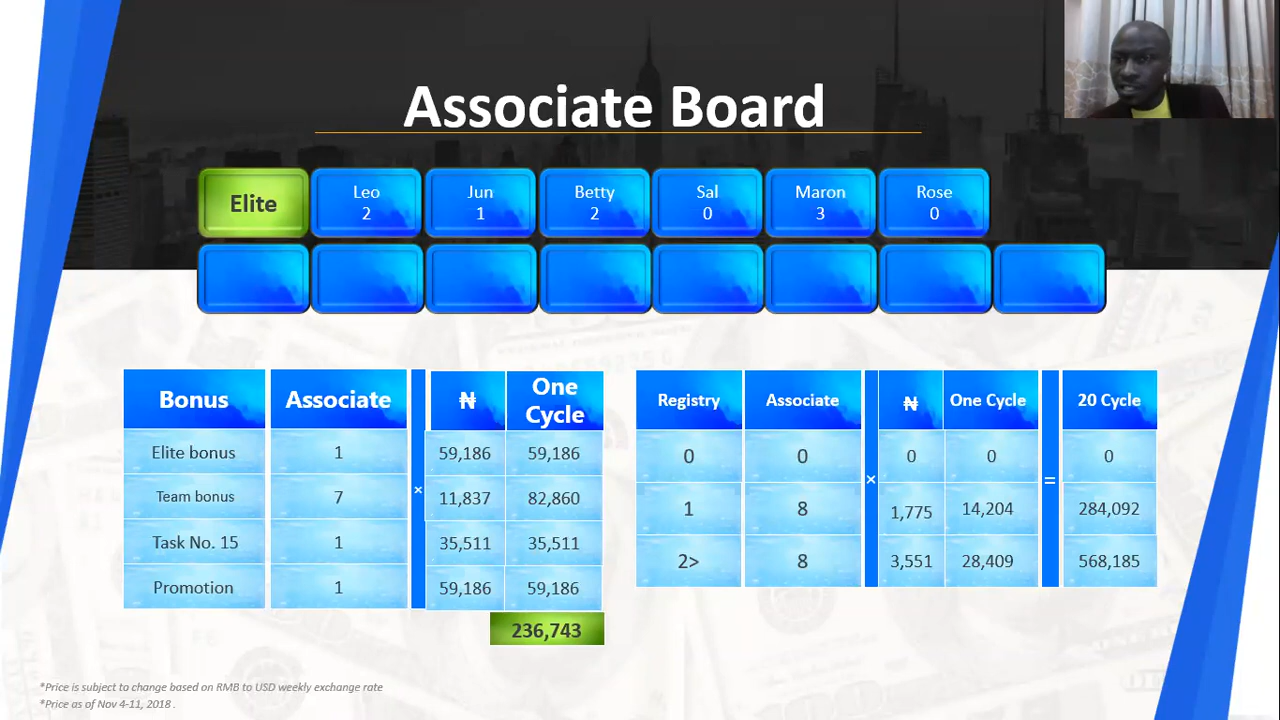 Associate Board
Elite
Leo
2
Jun
1
Betty
2
Sal
0
Maron
3
Rose
0
Bonus Associate × ₦ One Cycle
Elite bonus 1 59,186 59,186
Team bonus 7 11,837 82,860
Task No. 15 1 35,511 35,511
Promotion 1 59,186 59,186
236,743
Registry Associate × ₦ One Cycle = 20 Cycle
0 0 0 0 0
1 8 1,775 14,204 284,092
2> 8 3,551 28,409 568,185
*Price is subject to change based on RMB to USD weekly exchange rate
*Price as of Nov 4-11, 2018 .